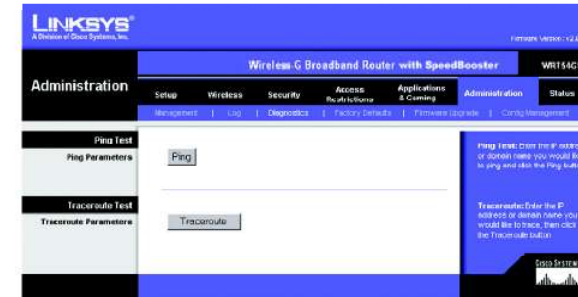 LINKSYS®
A Division of Cisco Systems, Inc.
Firmware Version: v2.0
Wireless-G Broadband Router with SpeedBooster WRT54GS
Administration
Setup Wireless Security Access Restrictions Applications & Gaming Administration Status
Management | Log | Diagnostics | Factory Defaults | Firmware Upgrade | Config Management
Ping Test
Ping Parameters
Ping
Ping Test: Enter the IP address
or domain name you would like
to ping and click the Ping button
Traceroute Test
Traceroute Parameters
Traceroute
Traceroute: Enter the IP
address or domain name you
would like to trace, then click
the Traceroute button
CISCO SYSTEMS